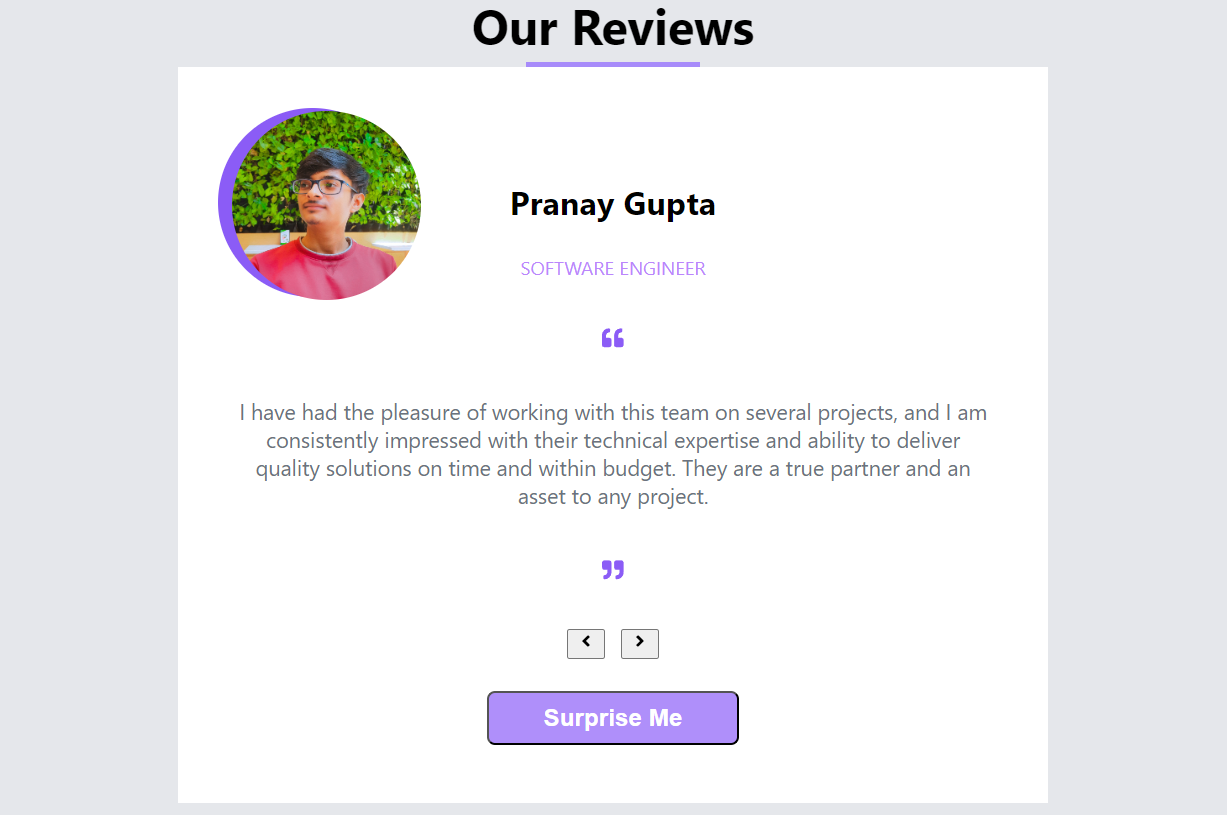 Our Reviews
Pranay Gupta
SOFTWARE ENGINEER
“
I have had the pleasure of working with this team on several projects, and I am
consistently impressed with their technical expertise and ability to deliver
quality solutions on time and within budget. They are a true partner and an
asset to any project.
”
Surprise Me